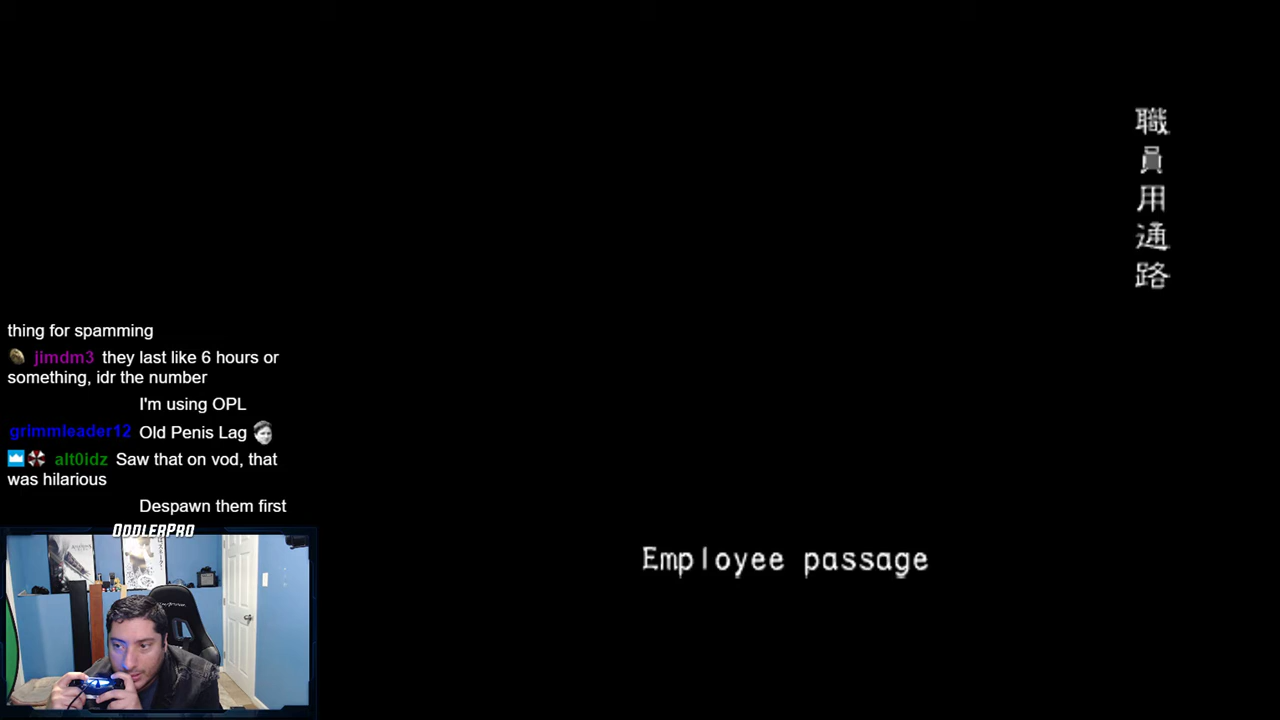 職員用通路
thing for spamming
jimdm3 they last like 6 hours or
something, idr the number
I'm using OPL
grimmleader12 Old Penis Lag
alt0idz Saw that on vod, that
was hilarious
Despawn them first
ODDLERPRO
Employee passage